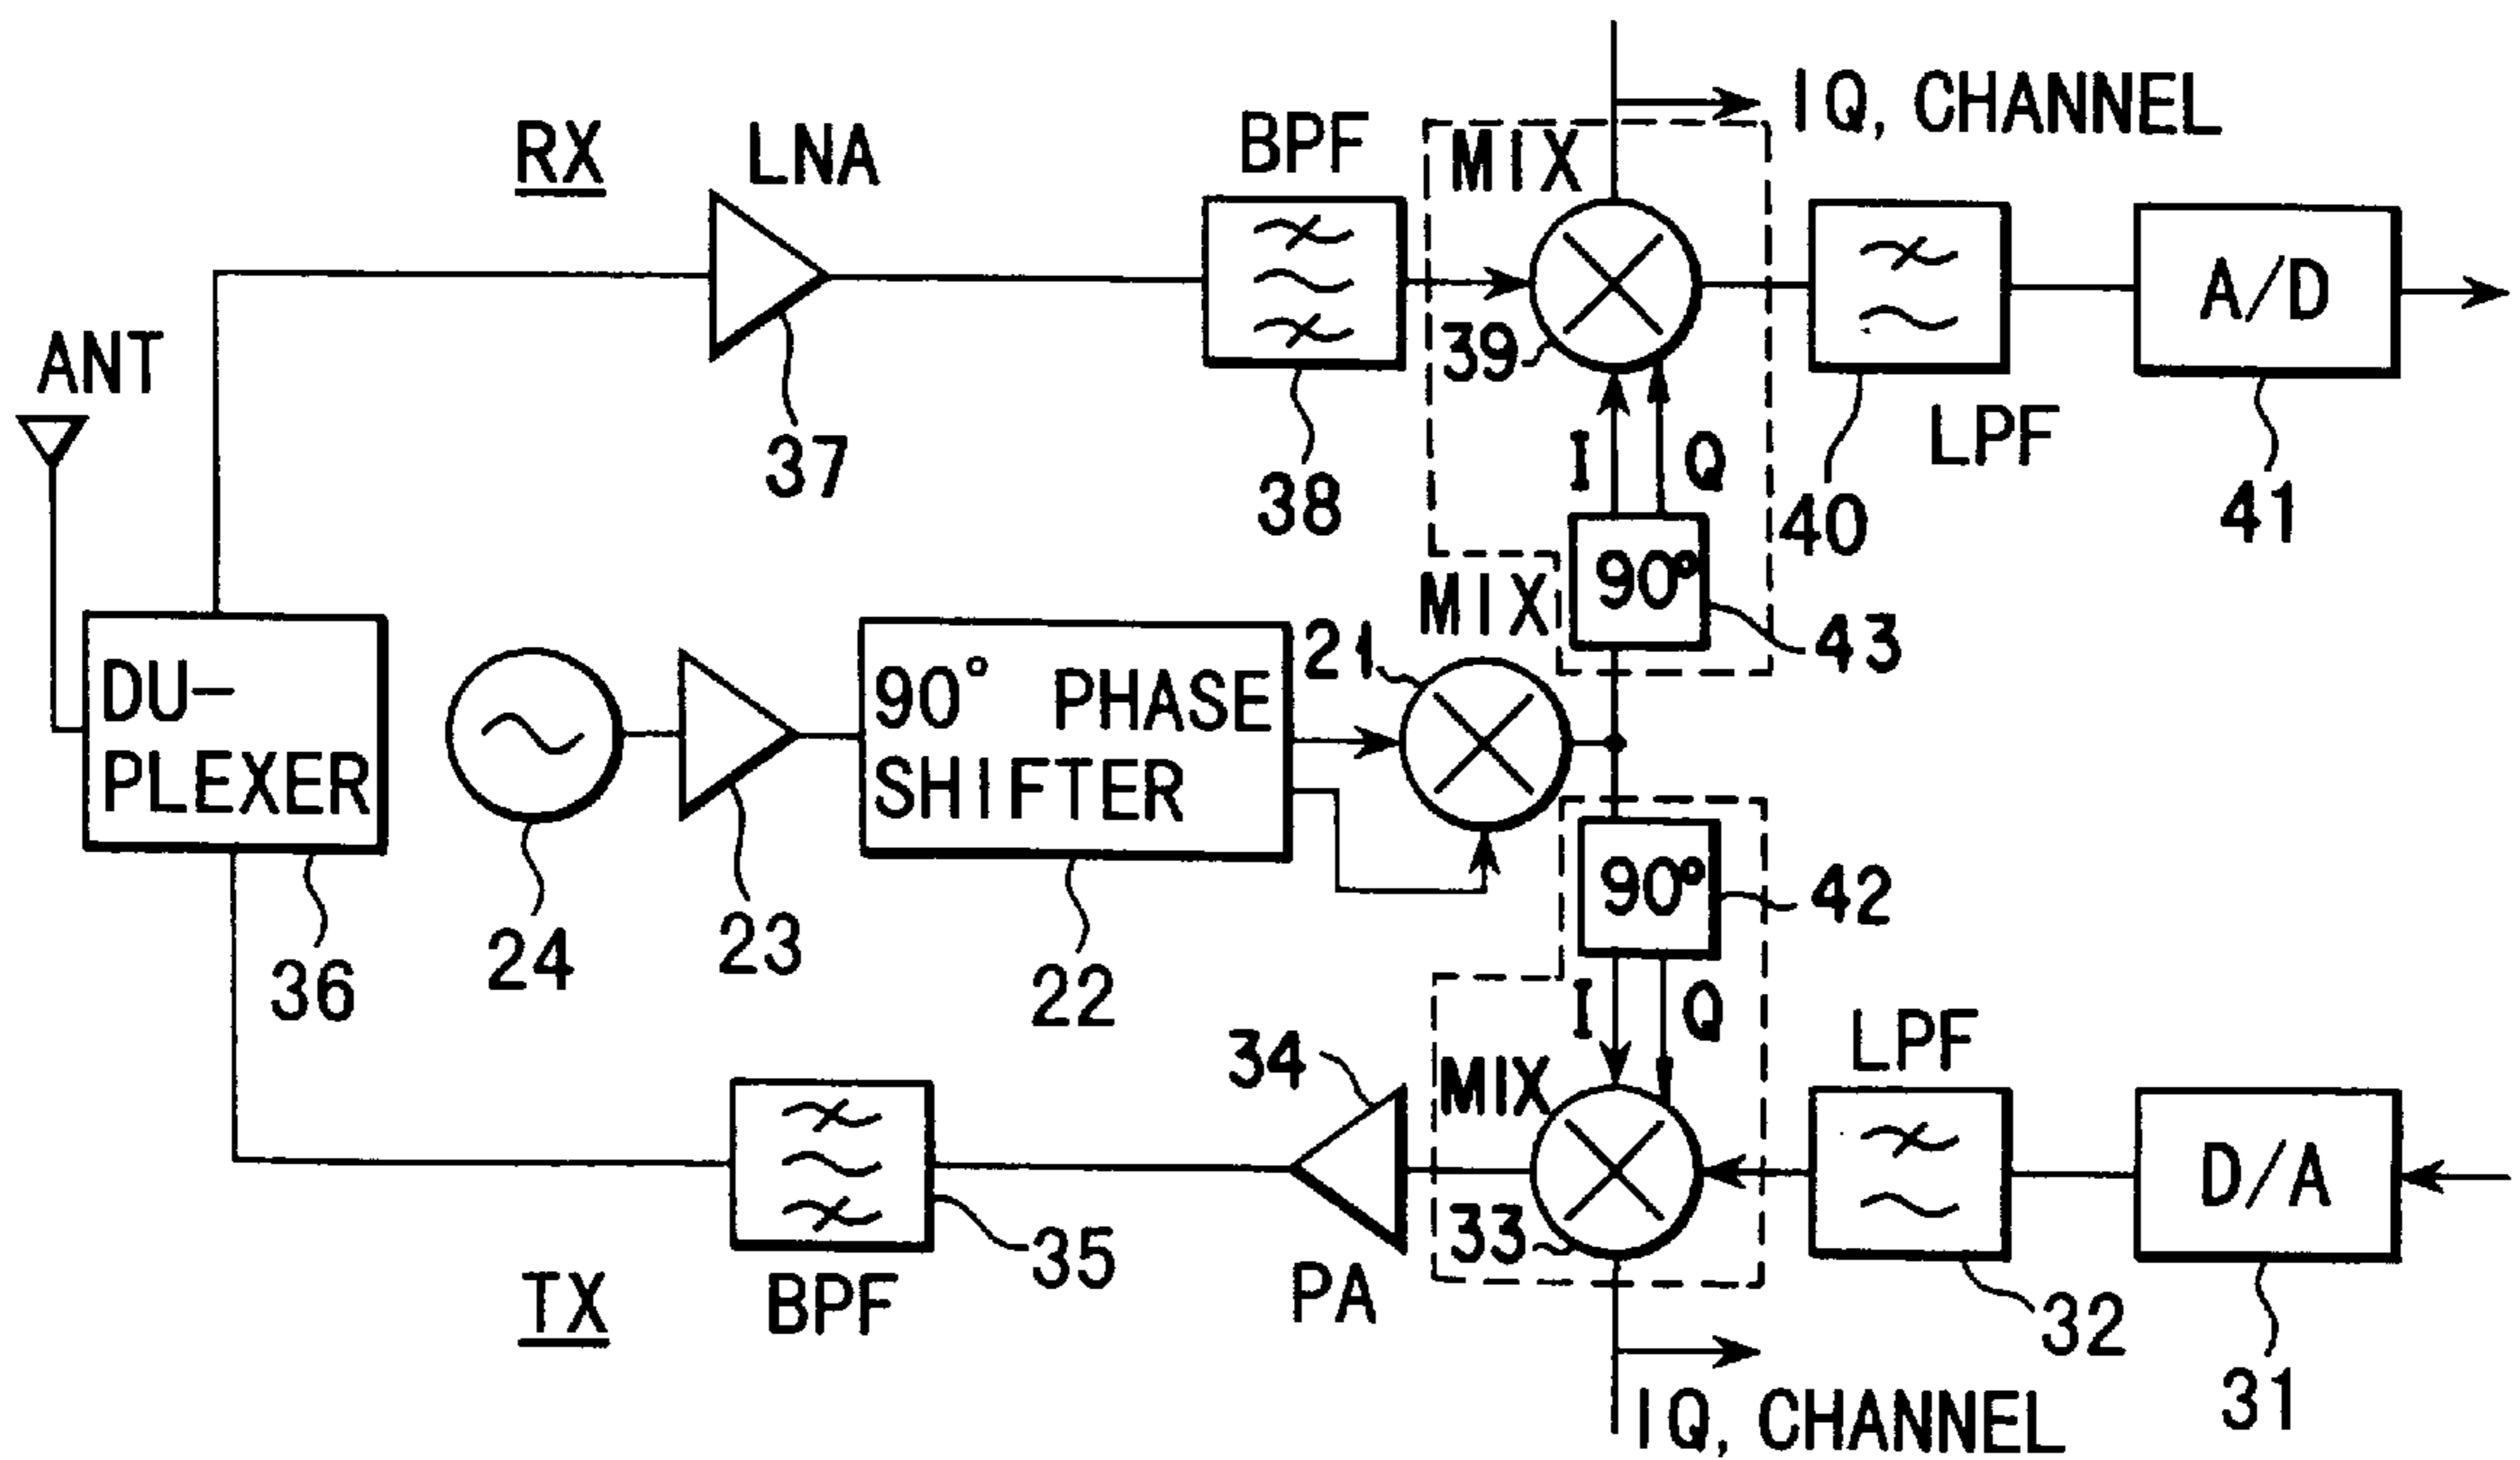 IQ, CHANNEL
RX
LNA
BPF
MIX
A/D
39
ANT
37
38
I
Q
LPF
40
41
90°
MIX
43
21
DU-
PLEXER
90° PHASE
SHIFTER
90°
42
36
24
23
22
I
Q
34
MIX
LPF
D/A
33
35
TX
BPF
PA
32
31
IQ, CHANNEL